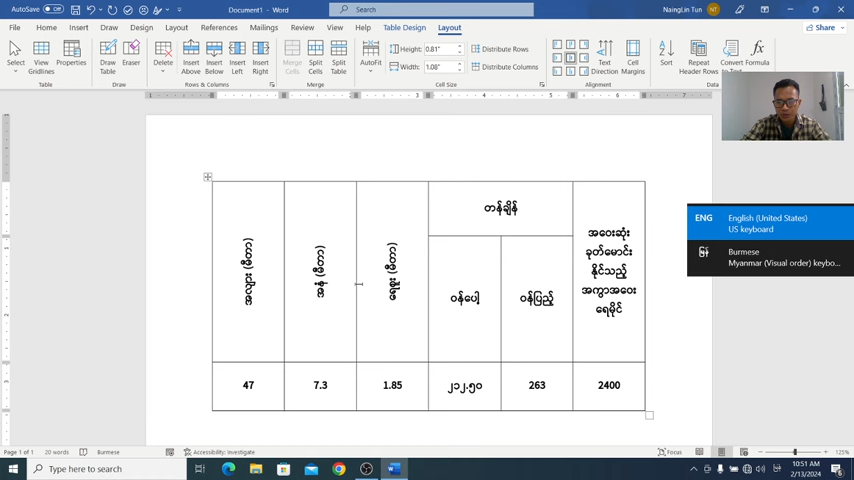 AutoSave Off
Document1 - Word
Search
NaingLin Tun
NT
File Home Insert Draw Design Layout References Mailings Review View Help Table Design Layout
Share
Select
View Gridlines
Properties
Table
Draw Table
Eraser
Draw
Delete
Insert Above
Insert Below
Insert Left
Insert Right
Rows & Columns
Merge Cells
Split Cells
Split Table
Merge
AutoFit
Height: 0.81"
Width: 1.08"
Distribute Rows
Distribute Columns
Cell Size
Text Direction
Cell Margins
Alignment
Sort
Repeat Header Rows
Convert to Text
Formula
Data
ENG English (United States)
US keyboard
မြန် Burmese
Myanmar (Visual order) keybo...
အလျား (မီတာ)
အနံ (မီတာ)
ရေစူး (မီတာ)
တန်ချိန်
ဝန်ပေါ့
ဝန်ပြည့်
အဝေးဆုံး
ခုတ်မောင်း
နိုင်သည့်
အကွာအဝေး
ရေမိုင်
47 7.3 1.85 ၂၁၂.၅၀ 263 2400
Page 1 of 1 20 words Burmese Accessibility: Investigate Focus 125%
Type here to search
10:51 AM
2/13/2024